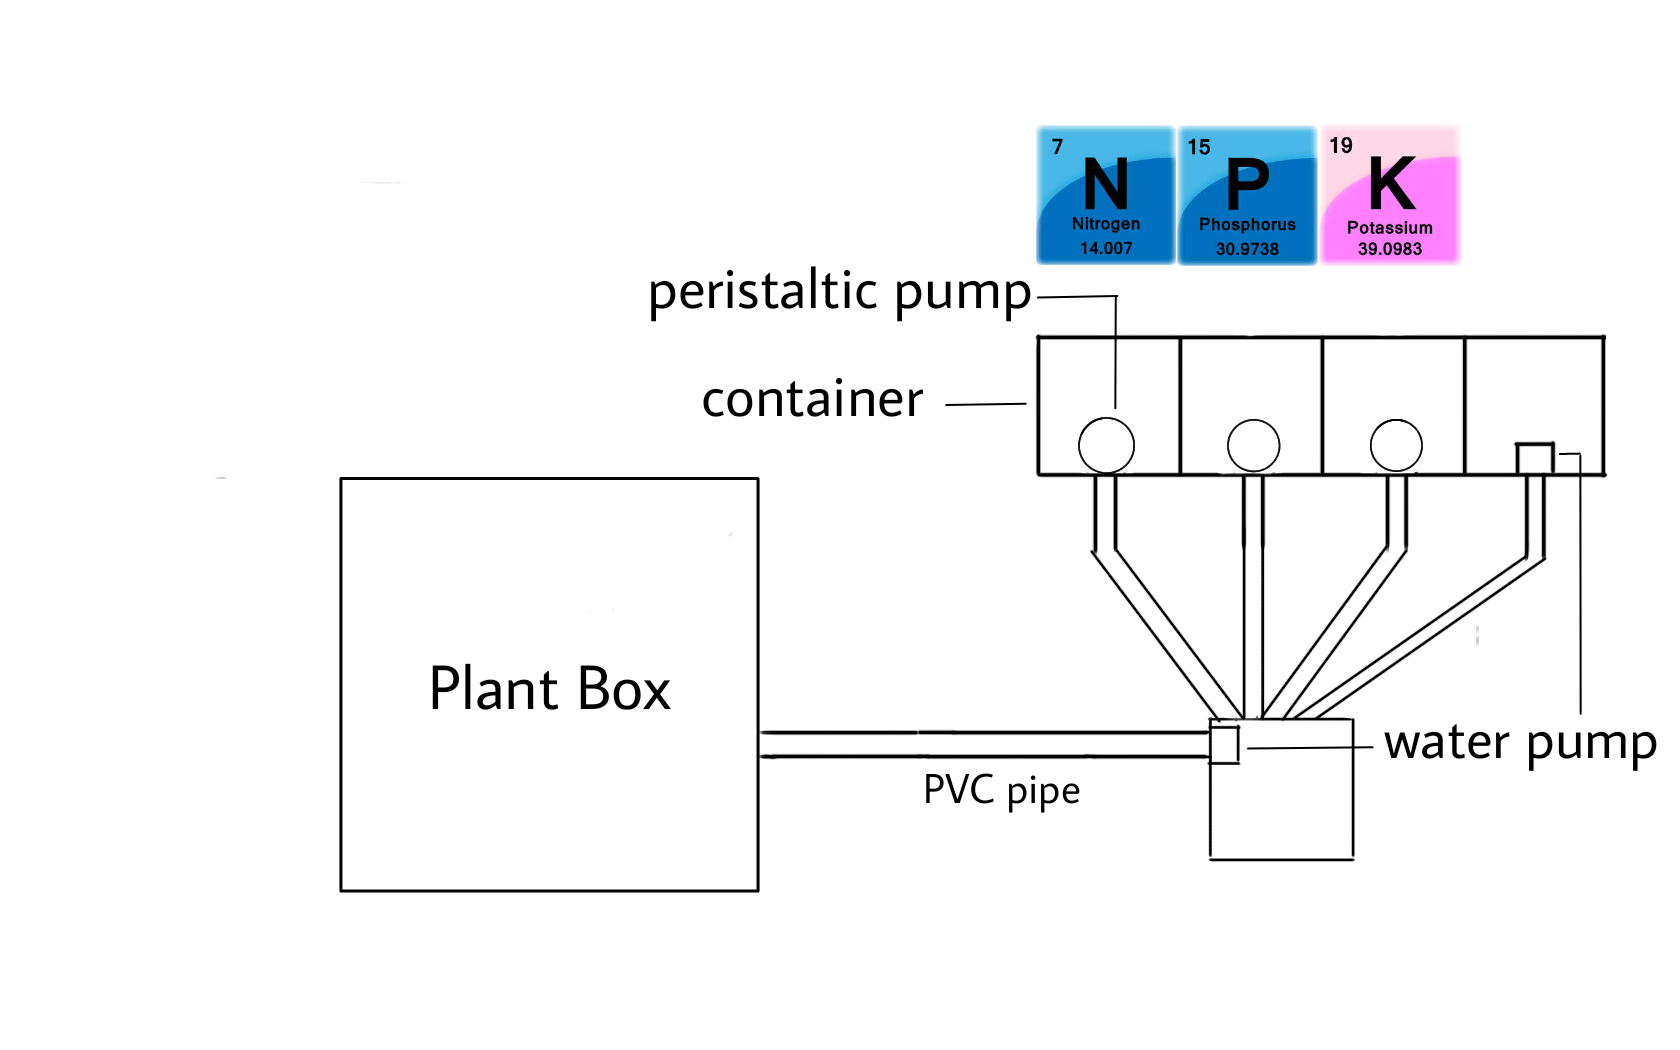 7
N
Nitrogen
14.007
15
P
Phosphorus
30.9738
19
K
Potassium
39.0983
peristaltic pump
container
Plant Box
water pump
PVC pipe